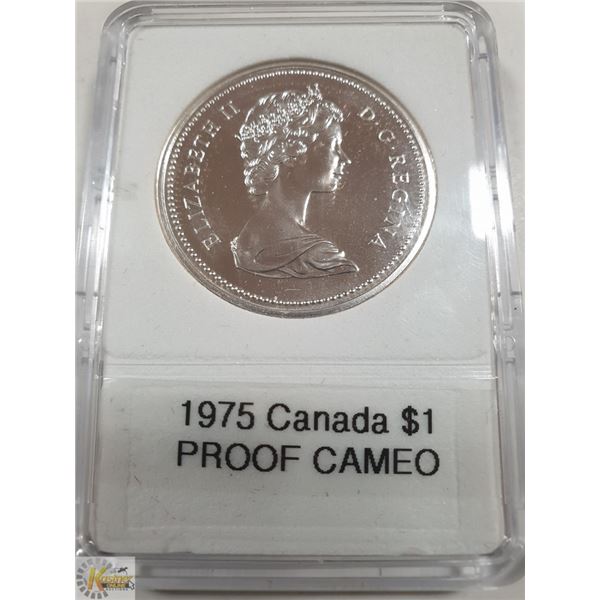 ELIZABETH II D·G·REGINA
1975 Canada $1
PROOF CAMEO